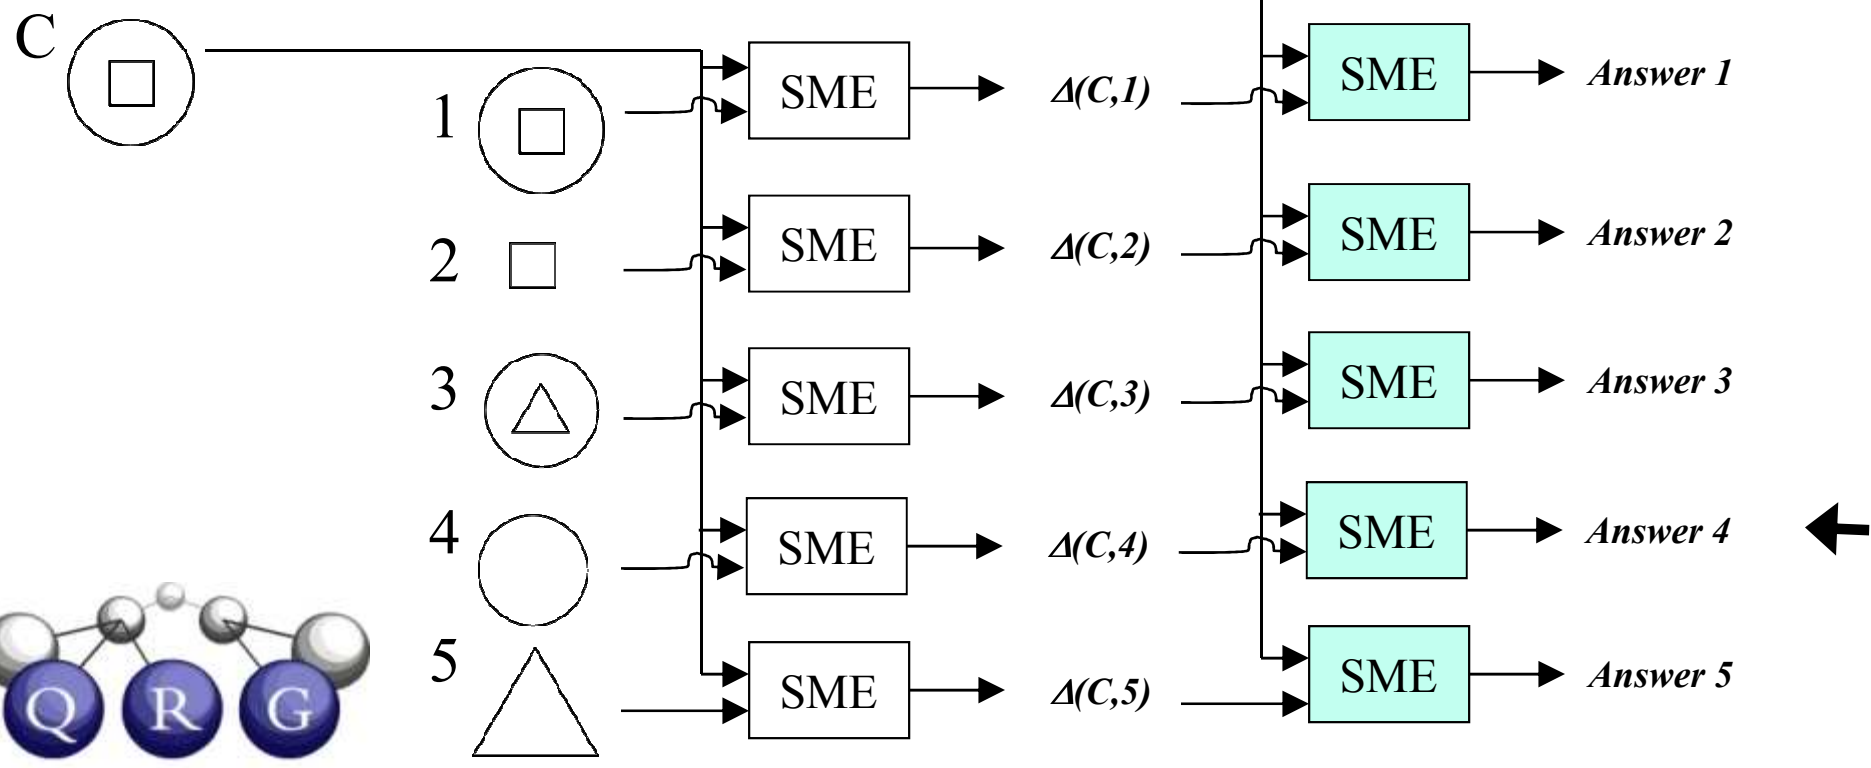 C
1 SME Δ(C,1) SME Answer 1
2 SME Δ(C,2) SME Answer 2
3 SME Δ(C,3) SME Answer 3
4 SME Δ(C,4) SME Answer 4
5 SME Δ(C,5) SME Answer 5
Q R G